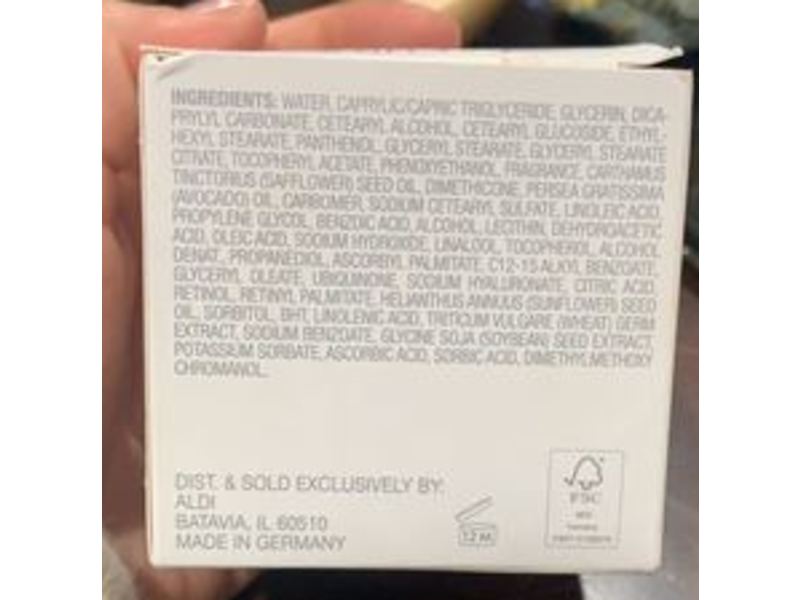 INGREDIENTS: WATER, CAPRYLIC/CAPRIC TRIGLYCERIDE, GLYCERIN, DICA-
PRYLYL CARBONATE, CETEARYL ALCOHOL, CETEARYL GLUCOSIDE, ETHYL-
HEXYL STEARATE, PANTHENOL, GLYCERYL STEARATE, GLYCERYL STEARATE
CITRATE, TOCOPHERYL ACETATE, PHENOXYETHANOL, FRAGRANCE, CARTHAMUS
TINCTORIUS (SAFFLOWER) SEED OIL, DIMETHICONE, PERSEA GRATISSIMA
(AVOCADO) OIL, CARBOMER, SODIUM CETEARYL SULFATE, LINOLEIC ACID,
PROPYLENE GLYCOL, BENZOIC ACID, ALCOHOL, LECITHIN, DEHYDROACETIC
ACID, OLEIC ACID, SODIUM HYDROXIDE, LINALOOL, TOCOPHEROL, ALCOHOL
DENAT., PROPANEDIOL, ASCORBYL PALMITATE, C12-15 ALKYL BENZOATE,
GLYCERYL OLEATE, UBIQUINONE, SODIUM HYALURONATE, CITRIC ACID,
RETINOL, RETINYL PALMITATE, HELIANTHUS ANNUUS (SUNFLOWER) SEED
OIL, SORBITOL, BHT, LINOLENIC ACID, TRITICUM VULGARE (WHEAT) GERM
EXTRACT, SODIUM BENZOATE, GLYCINE SOJA (SOYBEAN) SEED EXTRACT,
POTASSIUM SORBATE, ASCORBIC ACID, SORBIC ACID, DIMETHYLMETHOXY
CHROMANOL.
DIST. & SOLD EXCLUSIVELY BY:
ALDI
BATAVIA, IL 60510
MADE IN GERMANY
12 M
FSC